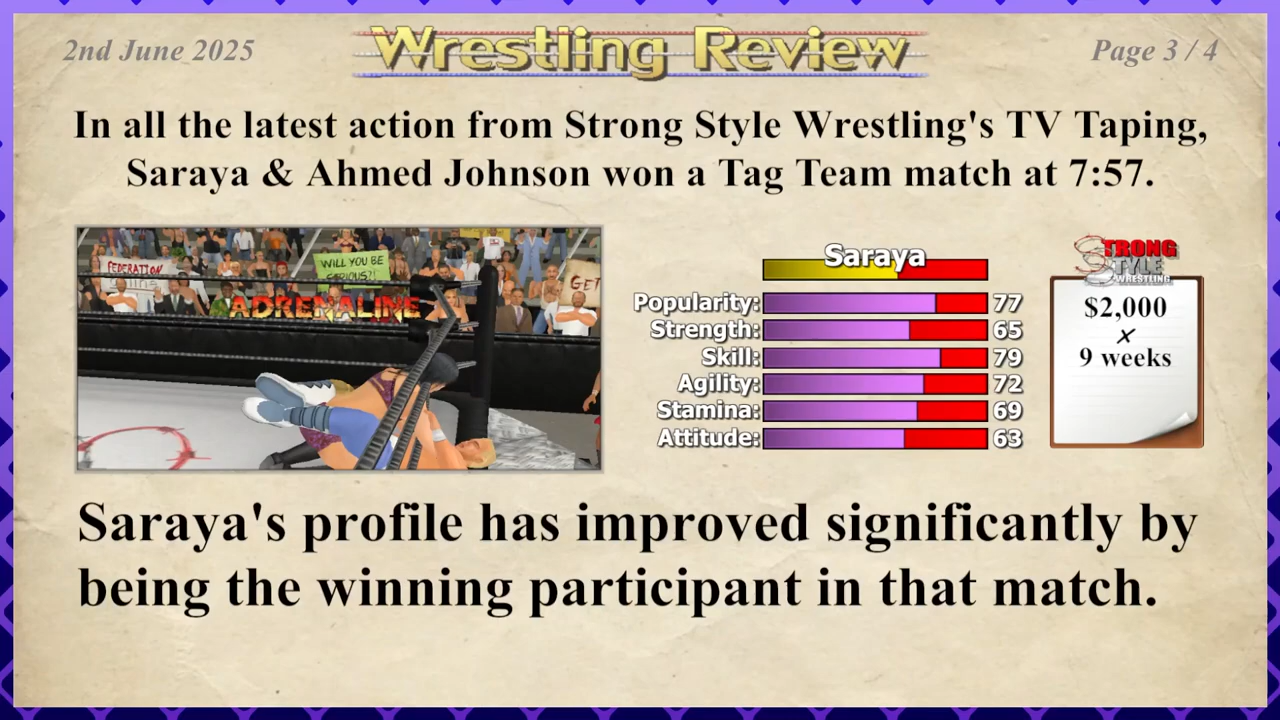 2nd June 2025
Wrestling Review
Page 3 / 4
In all the latest action from Strong Style Wrestling's TV Taping,
Saraya & Ahmed Johnson won a Tag Team match at 7:57.
FEDERATION
WILL YOU BE
SERIOUS?!
GET
ADRENALINE
Saraya
Popularity: 77
Strength: 65
Skill: 79
Agility: 72
Stamina: 69
Attitude: 63
STRONG
STYLE
WRESTLING
$2,000
x
9 weeks
Saraya's profile has improved significantly by
being the winning participant in that match.